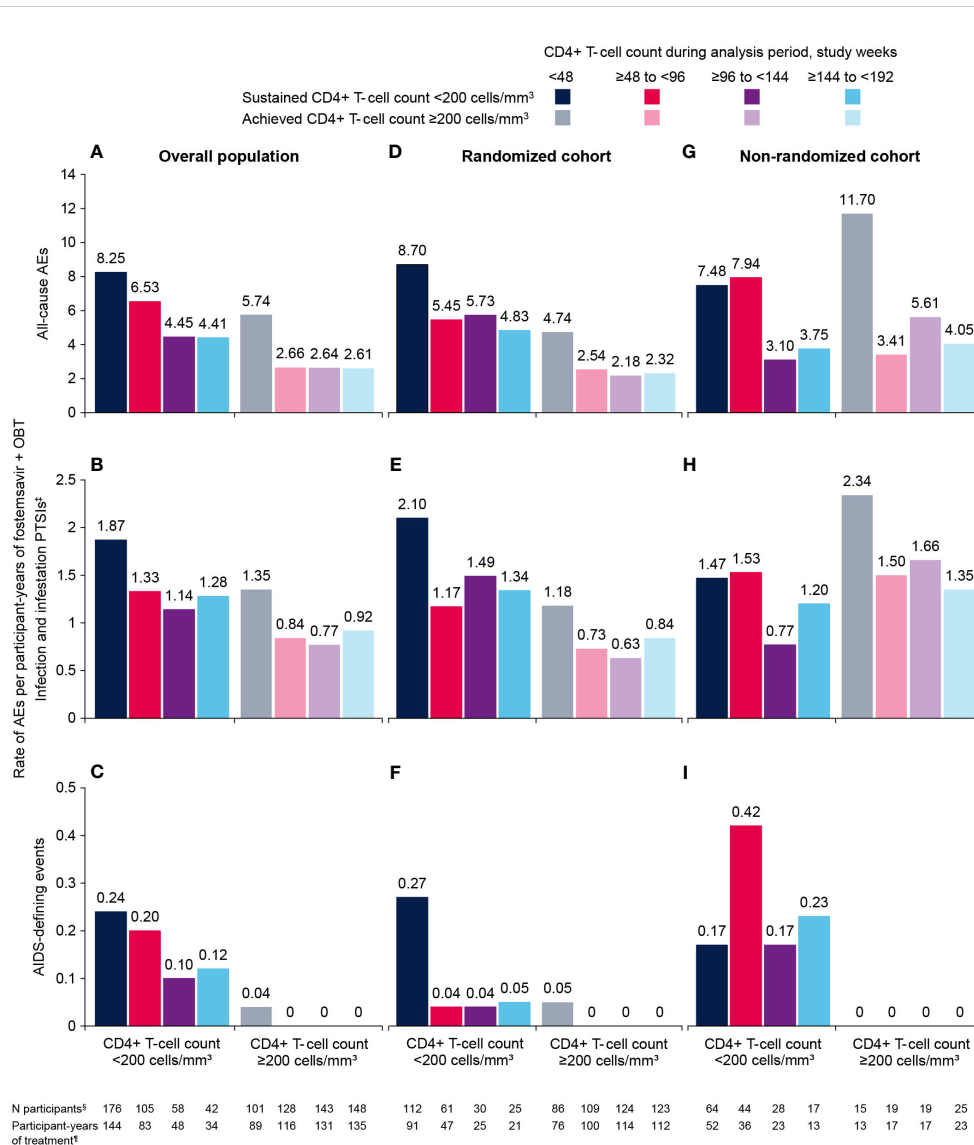 CD4+ T-cell count during analysis period, study weeks
<48 ≥48 to <96 ≥96 to <144 ≥144 to <192
Sustained CD4+ T-cell count <200 cells/mm³
Achieved CD4+ T-cell count ≥200 cells/mm³
A Overall population D Randomized cohort G Non-randomized cohort
Rate of AEs per participant-years of fostemsavir + OBT
All-cause AEs
14
12
10
8
6
4
2
0
8.25 6.53 4.45 4.41 5.74 2.66 2.64 2.61
8.70 5.45 5.73 4.83 4.74 2.54 2.18 2.32
7.48 7.94 3.10 3.75 11.70 3.41 5.61 4.05
B E H
Infection and infestation PTSIs‡
2.5
2
1.5
1
0.5
0
1.87 1.33 1.14 1.28 1.35 0.84 0.77 0.92
2.10 1.17 1.49 1.34 1.18 0.73 0.63 0.84
1.47 1.53 0.77 1.20 2.34 1.50 1.66 1.35
C F I
AIDS-defining events
0.5
0.4
0.3
0.2
0.1
0
0.24 0.20 0.10 0.12 0.04 0 0 0
0.27 0.04 0.04 0.05 0.05 0 0 0
0.17 0.42 0.17 0.23 0 0 0 0
CD4+ T-cell count CD4+ T-cell count CD4+ T-cell count CD4+ T-cell count CD4+ T-cell count CD4+ T-cell count
<200 cells/mm³ ≥200 cells/mm³ <200 cells/mm³ ≥200 cells/mm³ <200 cells/mm³ ≥200 cells/mm³
N participants§ 176 105 58 42 101 128 143 148 112 61 30 25 86 109 124 123 64 44 28 17 15 19 19 25
Participant-years 144 83 48 34 89 116 131 135 91 47 25 21 76 100 114 112 52 36 23 13 13 17 17 23
of treatment¶